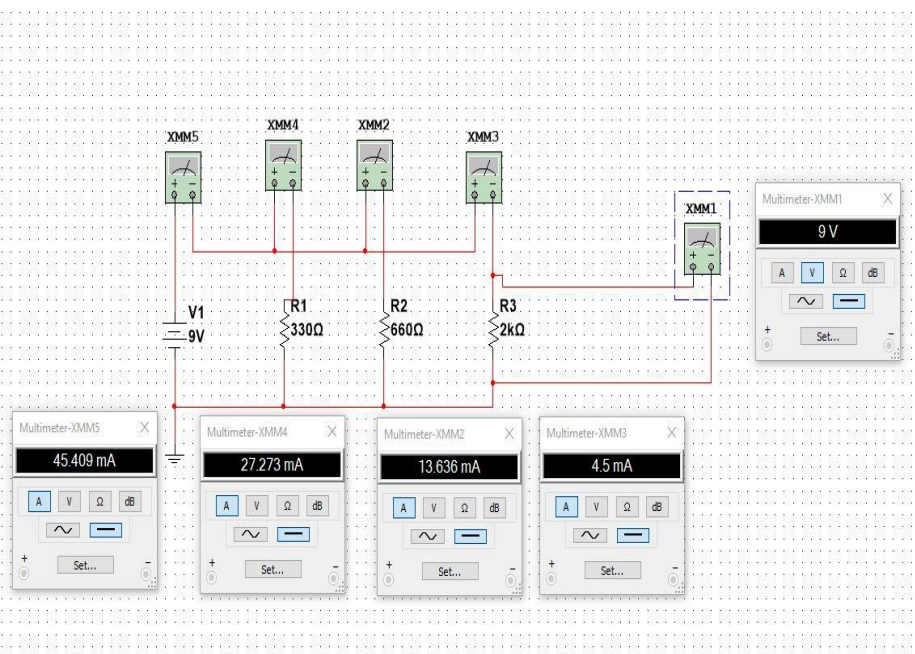 XMM5
XMM4
XMM2
XMM3
XMM1
+ −
+ −
+ −
+ −
+ −
V1
9V
R1
330Ω
R2
660Ω
R3
2kΩ
Multimeter-XMM1 X
9 V
A V Ω dB
Set...
+ −
Multimeter-XMM5 X
45.409 mA
A V Ω dB
Set...
+ −
Multimeter-XMM4 X
27.273 mA
A V Ω dB
Set...
+ −
Multimeter-XMM2 X
13.636 mA
A V Ω dB
Set...
+ −
Multimeter-XMM3 X
4.5 mA
A V Ω dB
Set...
+ −